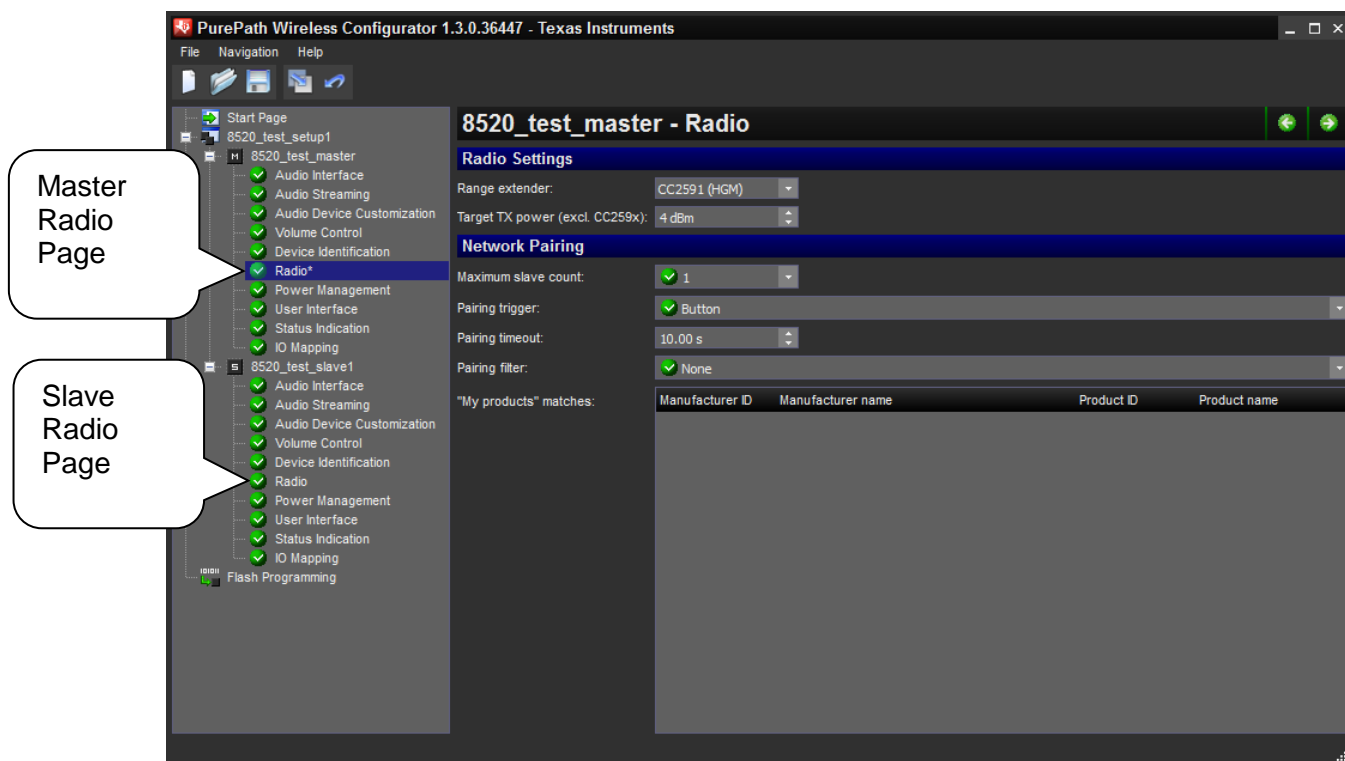 PurePath Wireless Configurator 1.3.0.36447 - Texas Instruments
File Navigation Help
Start Page
8520_test_setup1
M 8520_test_master
Audio Interface
Audio Streaming
Audio Device Customization
Volume Control
Device Identification
Radio*
Power Management
User Interface
Status Indication
IO Mapping
S 8520_test_slave1
Audio Interface
Audio Streaming
Audio Device Customization
Volume Control
Device Identification
Radio
Power Management
User Interface
Status Indication
IO Mapping
Flash Programming
Master
Radio
Page
Slave
Radio
Page
8520_test_master - Radio
Radio Settings
Range extender: CC2591 (HGM)
Target TX power (excl. CC259x): 4 dBm
Network Pairing
Maximum slave count: 1
Pairing trigger: Button
Pairing timeout: 10.00 s
Pairing filter: None
"My products" matches: Manufacturer ID Manufacturer name Product ID Product name